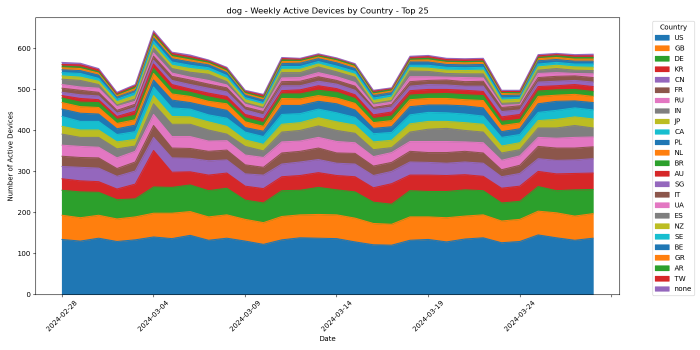 dog - Weekly Active Devices by Country - Top 25
Number of Active Devices
600
500
400
300
200
100
0
2024-02-28
2024-03-04
2024-03-09
2024-03-14
2024-03-19
2024-03-24
Date
Country
US
GB
DE
KR
CN
FR
RU
IN
JP
CA
PL
NL
BR
AU
SG
IT
UA
ES
NZ
SE
BE
GR
AR
TW
none